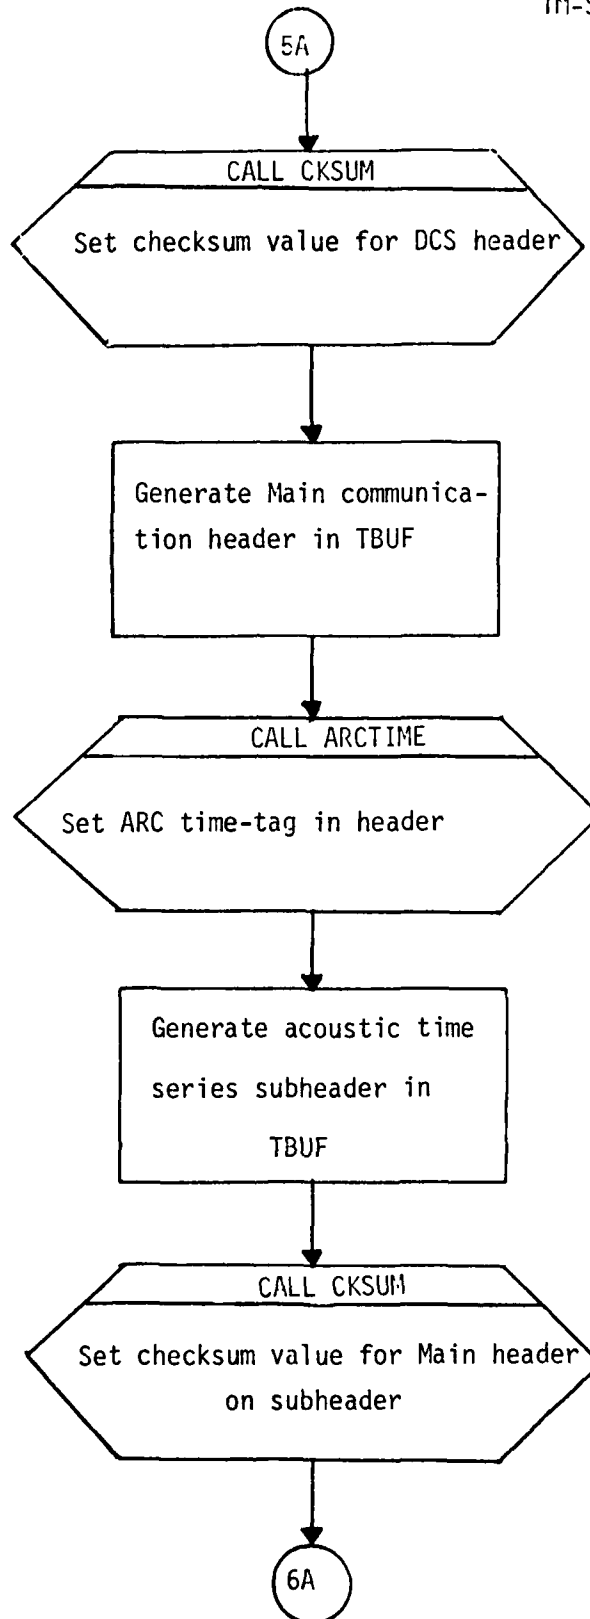 5A
CALL CKSUM
Set checksum value for DCS header
Generate Main communica-
tion header in TBUF
CALL ARCTIME
Set ARC time-tag in header
Generate acoustic time
series subheader in
TBUF
CALL CKSUM
Set checksum value for Main header
on subheader
6A